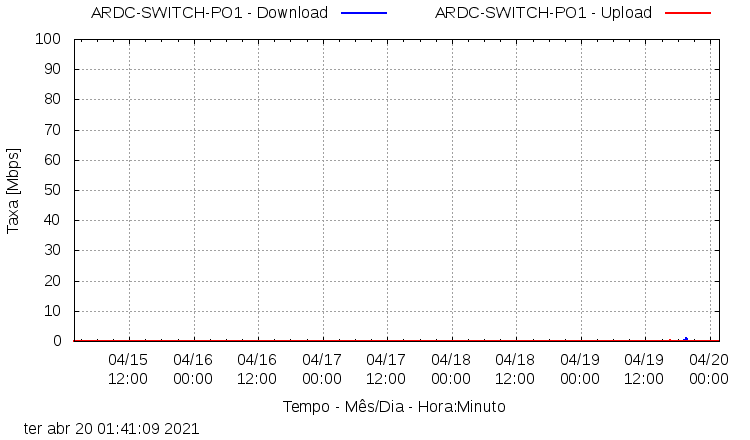 ARDC-SWITCH-PO1 - Download ARDC-SWITCH-PO1 - Upload
100
90
80
70
60
50
40
30
20
10
0
Taxa [Mbps]
04/15 04/16 04/16 04/17 04/17 04/18 04/18 04/19 04/19 04/20
12:00 00:00 12:00 00:00 12:00 00:00 12:00 00:00 12:00 00:00
Tempo - Mês/Dia - Hora:Minuto
ter abr 20 01:41:09 2021